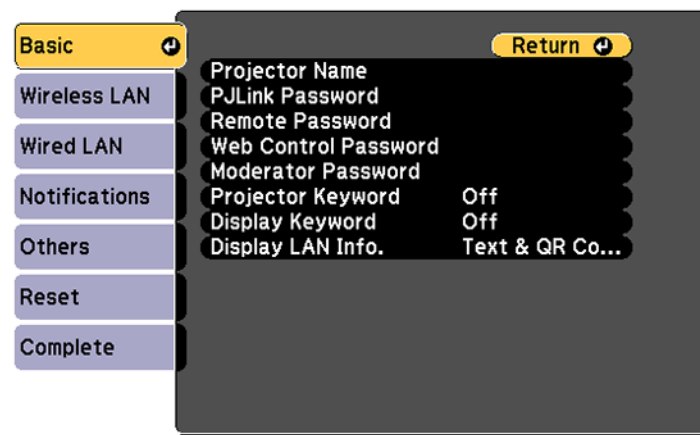 Basic
Wireless LAN
Wired LAN
Notifications
Others
Reset
Complete
Return
Projector Name
PJLink Password
Remote Password
Web Control Password
Moderator Password
Projector Keyword Off
Display Keyword Off
Display LAN Info. Text & QR Co...